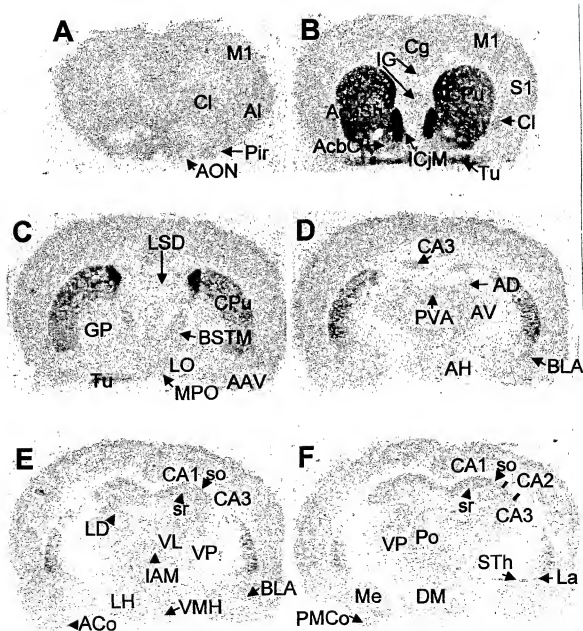 A
M1
Cl
AI
Pir
AON
B
IG
Cg
M1
CPu
S1
Cl
AcbC
ICjM
Tu
C
LSD
CPu
GP
BSTM
LO
Tu
MPO
AAV
D
CA3
AD
PVA
AV
AH
BLA
E
CA1
so
sr
CA3
LD
VL
VP
IAM
LH
VMH
BLA
ACo
F
CA1
so
CA2
sr
CA3
VP
Po
STh
La
Me
DM
PMCo